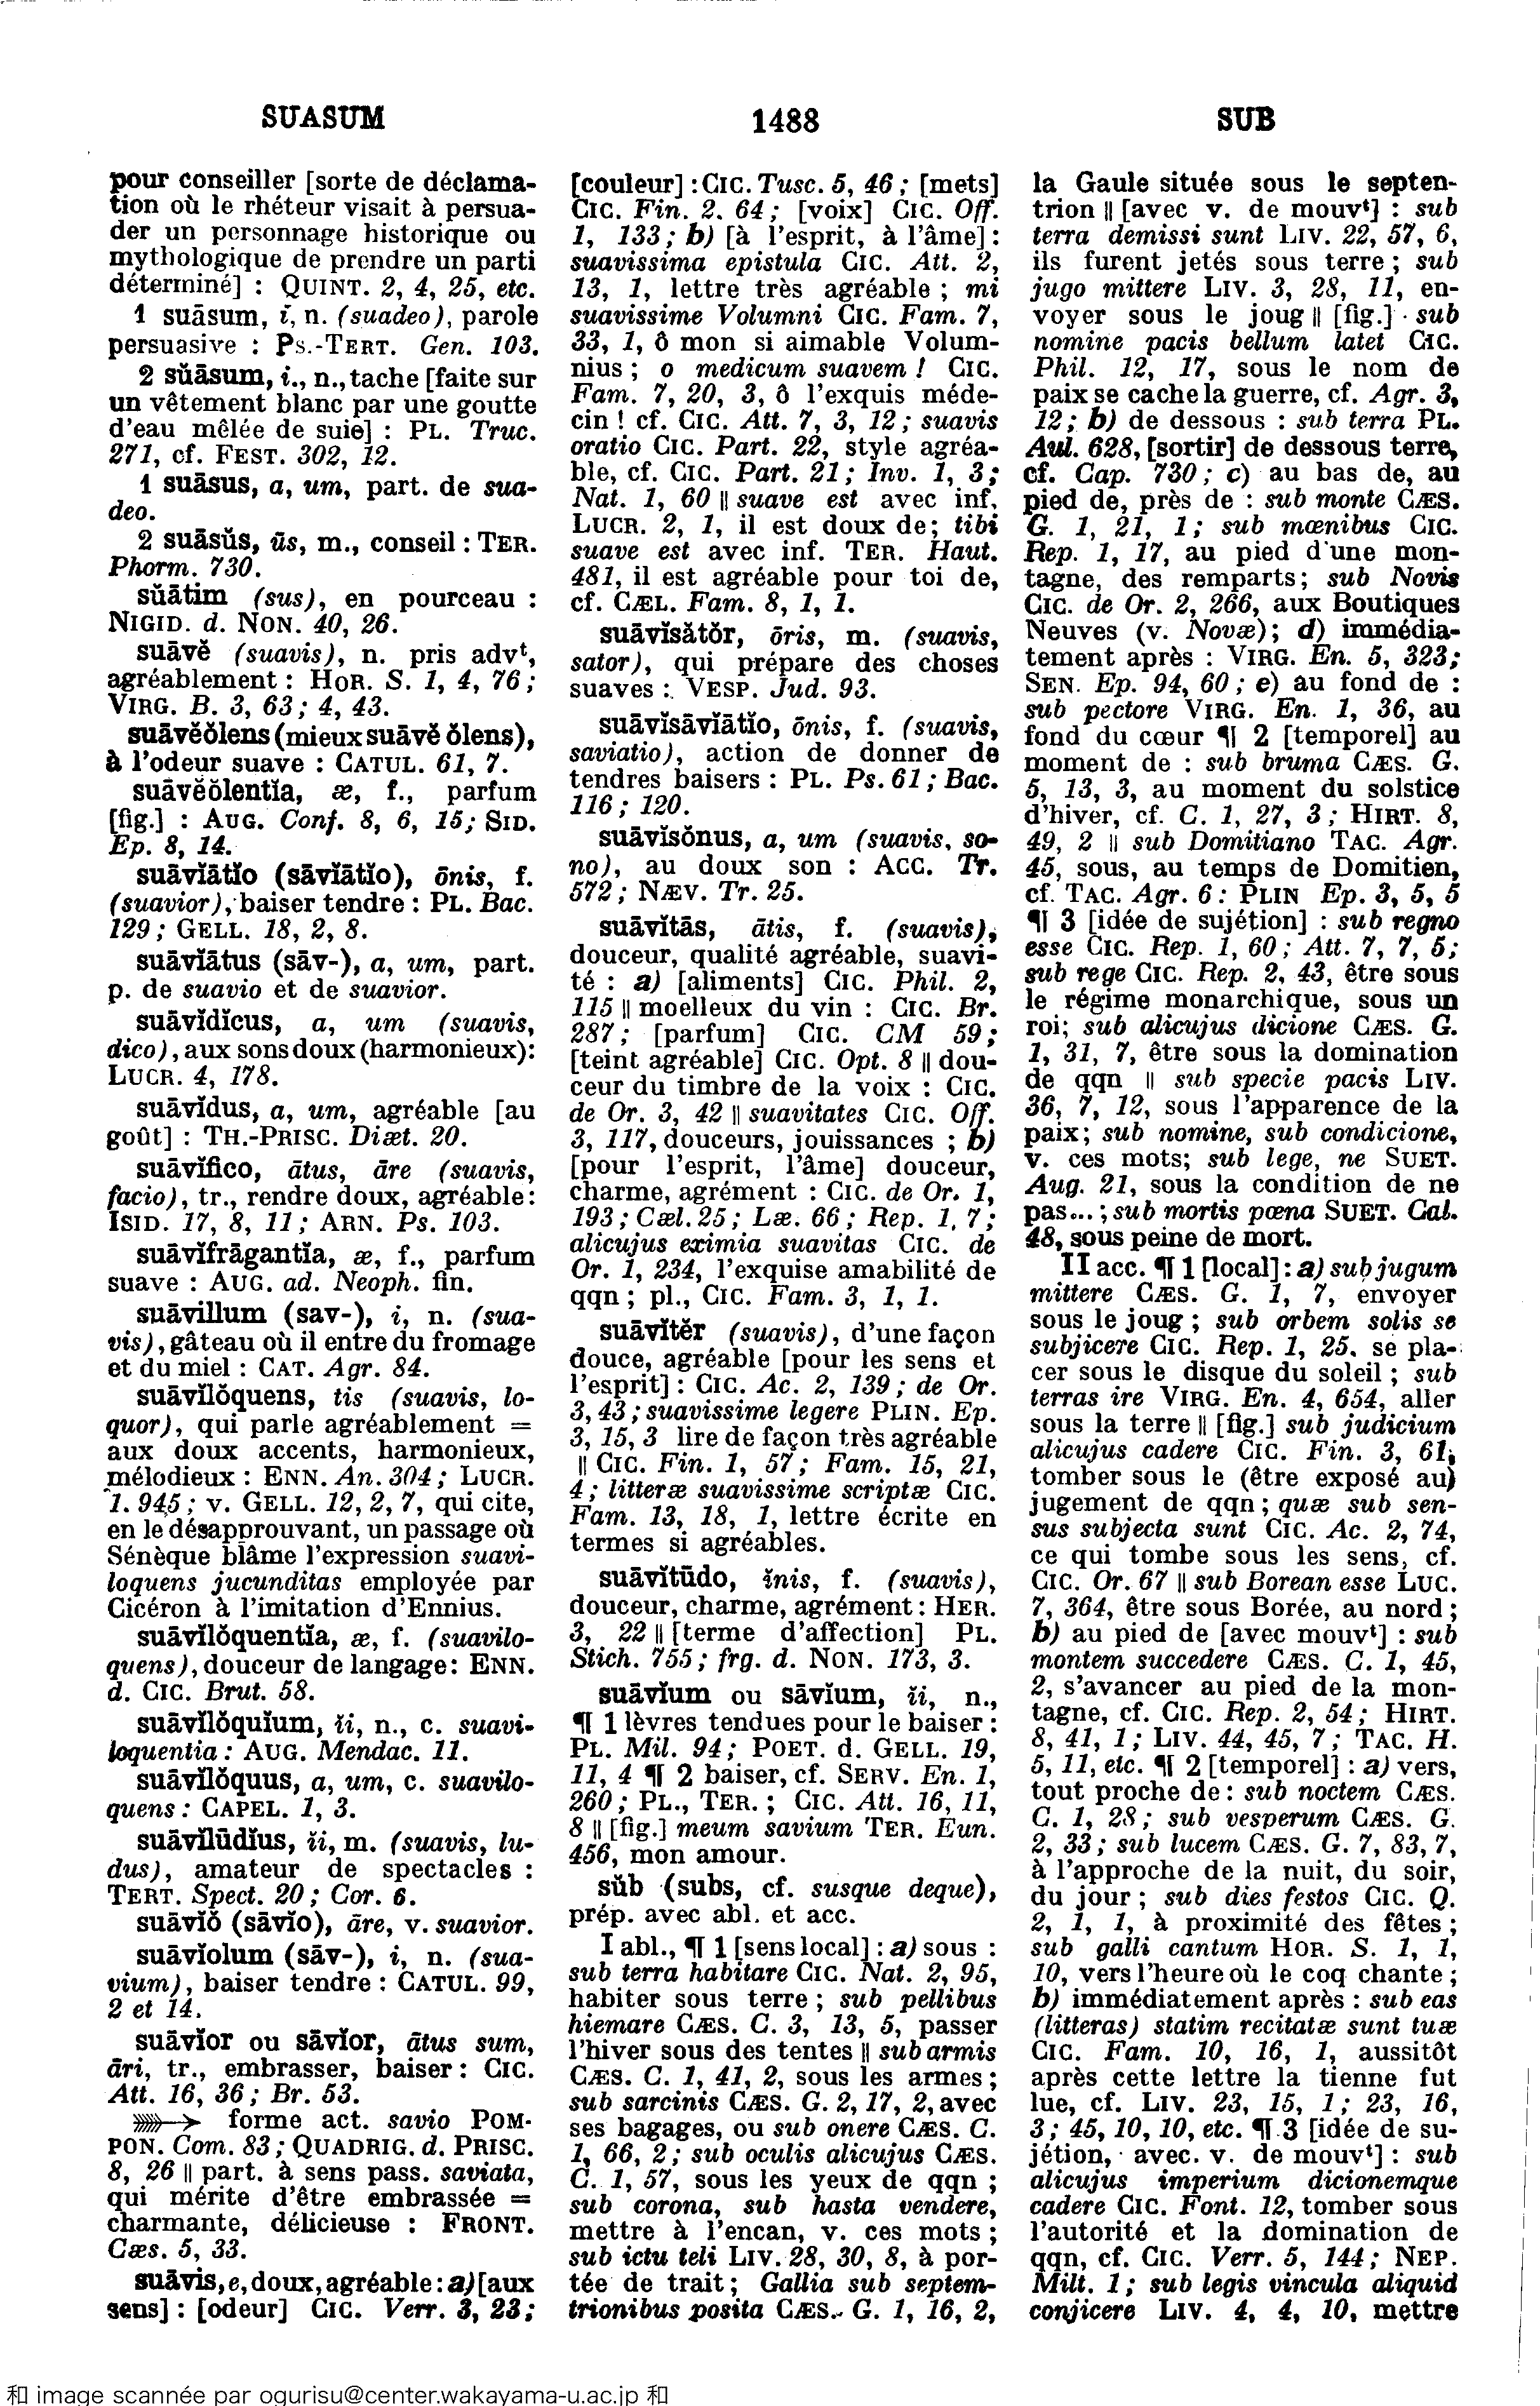 SUASUM
1488
SUB
pour conseiller [sorte de déclama-
tion où le rhéteur visait à persua-
der un personnage historique ou
mythologique de prendre un parti
déterminé] : QUINT. 2, 4, 25, etc.
1 suāsum, ī, n. (suadeo), parole
persuasive : Ps.-TERT. Gen. 103.
2 sŭāsum, i., n., tache [faite sur
un vêtement blanc par une goutte
d'eau mêlée de suie] : PL. Truc.
271, cf. FEST. 302, 12.
1 suāsus, a, um, part. de sua-
deo.
2 suāsŭs, ūs, m., conseil : TER.
Phorm. 730.
sŭātim (sus), en pourceau :
NIGID. d. NON. 40, 26.
suāvĕ (suavis), n. pris advᵗ,
agréablement : HOR. S. 1, 4, 76 ;
VIRG. B. 3, 63 ; 4, 43.
suāvĕŏlens (mieux suāvĕ ŏlens),
à l'odeur suave : CATUL. 61, 7.
suāvĕŏlentĭa, æ, f., parfum
[fig.] : AUG. Conf. 8, 6, 15; SID.
Ep. 8, 14.
suāvĭātĭo (sāvĭātĭo), ōnis, f.
(suavior), baiser tendre : PL. Bac.
129 ; GELL. 18, 2, 8.
suāvĭātus (sāv-), a, um, part.
p. de suavio et de suavior.
suāvĭdĭcus, a, um (suavis,
dico), aux sons doux (harmonieux):
LUCR. 4, 178.
suāvĭdus, a, um, agréable [au
goût] : TH.-PRISC. Diæt. 20.
suāvĭfico, ātus, āre (suavis,
facio), tr., rendre doux, agréable:
ISID. 17, 8, 11; ARN. Ps. 103.
suāvĭfrāgantĭa, æ, f., parfum
suave : AUG. ad. Neoph. fin.
suāvillum (sav-), i, n. (sua-
vis), gâteau où il entre du fromage
et du miel : CAT. Agr. 84.
suāvĭlŏquens, tis (suavis, lo-
quor), qui parle agréablement =
aux doux accents, harmonieux,
mélodieux : ENN. An. 304 ; LUCR.
1. 945 ; v. GELL. 12, 2, 7, qui cite,
en le désapprouvant, un passage où
Sénèque blâme l'expression suavi-
loquens jucunditas employée par
Cicéron à l'imitation d'Ennius.
suāvĭlŏquentĭa, æ, f. (suavilo-
quens), douceur de langage: ENN.
d. CIC. Brut. 58.
suāvĭlŏquĭum, ĭi, n., c. suavi-
loquentia : AUG. Mendac. 11.
suāvĭlŏquus, a, um, c. suavilo-
quens : CAPEL. 1, 3.
suāvĭlūdĭus, ĭi, m. (suavis, lu-
dus), amateur de spectacles :
TERT. Spect. 20 ; Cor. 6.
suāvĭŏ (sāvĭo), āre, v. suavior.
suāvĭolum (sāv-), i, n. (sua-
vium), baiser tendre : CATUL. 99,
2 et 14.
suāvĭor ou sāvĭor, ātus sum,
āri, tr., embrasser, baiser : CIC.
Att. 16, 36 ; Br. 53.
forme act. savio POM-
PON. Com. 83 ; QUADRIG. d. PRISC.
8, 26 || part. à sens pass. saviata,
qui mérite d'être embrassée =
charmante, délicieuse : FRONT.
Cæs. 5, 33.
suāvis, e, doux, agréable : a) [aux
sens] : [odeur] CIC. Verr. 3, 23;
[couleur] : CIC. Tusc. 5, 46 ; [mets]
CIC. Fin. 2. 64 ; [voix] CIC. Off.
1, 133 ; b) [à l'esprit, à l'âme] :
suavissima epistula CIC. Att. 2,
13, 1, lettre très agréable ; mi
suavissime Volumni CIC. Fam. 7,
33, 1, ô mon si aimable Volum-
nius ; o medicum suavem ! CIC.
Fam. 7, 20, 3, ô l'exquis méde-
cin ! cf. CIC. Att. 7, 3, 12 ; suavis
oratio CIC. Part. 22, style agréa-
ble, cf. CIC. Part. 21 ; Inv. 1, 3;
Nat. 1, 60 || suave est avec inf.
LUCR. 2, 1, il est doux de; tibi
suave est avec inf. TER. Haut.
481, il est agréable pour toi de,
cf. CÆL. Fam. 8, 1, 1.
suāvĭsătŏr, ōris, m. (suavis,
sator), qui prépare des choses
suaves : VESP. Jud. 93.
suāvĭsāvĭātĭo, ōnis, f. (suavis,
saviatio), action de donner de
tendres baisers : PL. Ps. 61 ; Bac.
116 ; 120.
suāvĭsŏnus, a, um (suavis, so-
no), au doux son : ACC. Tr.
572 ; NÆV. Tr. 25.
suāvĭtās, ātis, f. (suavis),
douceur, qualité agréable, suavi-
té : a) [aliments] CIC. Phil. 2,
115 || moelleux du vin : CIC. Br.
287 ; [parfum] CIC. CM 59 ;
[teint agréable] CIC. Opt. 8 || dou-
ceur du timbre de la voix : CIC.
de Or. 3, 42 || suavitates CIC. Off.
3, 117, douceurs, jouissances ; b)
[pour l'esprit, l'âme] douceur,
charme, agrément : CIC. de Or. 1,
193 ; Cæl. 25 ; Læ. 66 ; Rep. 1, 7 ;
alicujus eximia suavitas CIC. de
Or. 1, 234, l'exquise amabilité de
qqn ; pl., CIC. Fam. 3, 1, 1.
suāvĭtĕr (suavis), d'une façon
douce, agréable [pour les sens et
l'esprit] : CIC. Ac. 2, 139 ; de Or.
3, 43 ; suavissime legere PLIN. Ep.
3, 15, 3 lire de façon très agréable
|| CIC. Fin. 1, 57 ; Fam. 15, 21,
4 ; litteræ suavissime scriptæ CIC.
Fam. 13, 18, 1, lettre écrite en
termes si agréables.
suāvĭtūdo, ĭnis, f. (suavis),
douceur, charme, agrément : HER.
3, 22 || [terme d'affection] PL.
Stich. 755 ; frg. d. NON. 173, 3.
suāvĭum ou sāvĭum, ĭi, n.,
¶ 1 lèvres tendues pour le baiser :
PL. Mil. 94 ; POET. d. GELL. 19,
11, 4 ¶ 2 baiser, cf. SERV. En. 1,
260 ; PL., TER. ; CIC. Att. 16, 11,
8 || [fig.] meum savium TER. Eun.
456, mon amour.
sŭb (subs, cf. susque deque),
prép. avec abl. et acc.
I abl., ¶ 1 [sens local] : a) sous :
sub terra habitare CIC. Nat. 2, 95,
habiter sous terre ; sub pellibus
hiemare CÆS. C. 3, 13, 5, passer
l'hiver sous des tentes || sub armis
CÆS. C. 1, 41, 2, sous les armes ;
sub sarcinis CÆS. G. 2, 17, 2, avec
ses bagages, ou sub onere CÆS. C.
1, 66, 2 ; sub oculis alicujus CÆS.
C. 1, 57, sous les yeux de qqn ;
sub corona, sub hasta vendere,
mettre à l'encan, v. ces mots ;
sub ictu teli LIV. 28, 30, 8, à por-
tée de trait ; Gallia sub septem-
trionibus posita CÆS. G. 1, 16, 2,
la Gaule située sous le septen-
trion || [avec v. de mouvᵗ] : sub
terra demissi sunt LIV. 22, 57, 6,
ils furent jetés sous terre ; sub
jugo mittere LIV. 3, 28, 11, en-
voyer sous le joug || [fig.] sub
nomine pacis bellum latet CIC.
Phil. 12, 17, sous le nom de
paix se cache la guerre, cf. Agr. 3,
12 ; b) de dessous : sub terra PL.
Aul. 628, [sortir] de dessous terre,
cf. Cap. 730 ; c) au bas de, au
pied de, près de : sub monte CÆS.
G. 1, 21, 1; sub mœnibus CIC.
Rep. 1, 17, au pied d'une mon-
tagne, des remparts ; sub Novis
CIC. de Or. 2, 266, aux Boutiques
Neuves (v. Novæ) ; d) immédia-
tement après : VIRG. En. 5, 323;
SEN. Ep. 94, 60 ; e) au fond de :
sub pectore VIRG. En. 1, 36, au
fond du cœur ¶ 2 [temporel] au
moment de : sub bruma CÆS. G.
5, 13, 3, au moment du solstice
d'hiver, cf. C. 1, 27, 3 ; HIRT. 8,
49, 2 || sub Domitiano TAC. Agr.
45, sous, au temps de Domitien,
cf. TAC. Agr. 6 : PLIN Ep. 3, 5, 5
¶ 3 [idée de sujétion] : sub regno
esse CIC. Rep. 1, 60 ; Att. 7, 7, 5 ;
sub rege CIC. Rep. 2, 43, être sous
le régime monarchique, sous un
roi; sub alicujus dicione CÆS. G.
1, 31, 7, être sous la domination
de qqn || sub specie pacis LIV.
36, 7, 12, sous l'apparence de la
paix; sub nomine, sub condicione,
v. ces mots; sub lege, ne SUET.
Aug. 21, sous la condition de ne
pas... ; sub mortis pœna SUET. Cal.
48, sous peine de mort.
II acc. ¶ 1 [local] : a) sub jugum
mittere CÆS. G. 1, 7, envoyer
sous le joug ; sub orbem solis se
subjicere CIC. Rep. 1, 25. se pla-
cer sous le disque du soleil ; sub
terras ire VIRG. En. 4, 654, aller
sous la terre || [fig.] sub judicium
alicujus cadere CIC. Fin. 3, 61,
tomber sous le (être exposé au)
jugement de qqn ; quæ sub sen-
sus subjecta sunt CIC. Ac. 2, 74,
ce qui tombe sous les sens, cf.
CIC. Or. 67 || sub Borean esse LUC.
7, 364, être sous Borée, au nord ;
b) au pied de [avec mouvᵗ] : sub
montem succedere CÆS. C. 1, 45,
2, s'avancer au pied de la mon-
tagne, cf. CIC. Rep. 2, 54 ; HIRT.
8, 41, 1 ; LIV. 44, 45, 7 ; TAC. H.
5, 11, etc. ¶ 2 [temporel] : a) vers,
tout proche de : sub noctem CÆS.
C. 1, 28 ; sub vesperum CÆS. G.
2, 33 ; sub lucem CÆS. G. 7, 83, 7,
à l'approche de la nuit, du soir,
du jour ; sub dies festos CIC. Q.
2, 1, 1, à proximité des fêtes ;
sub galli cantum HOR. S. 1, 1,
10, vers l'heure où le coq chante ;
b) immédiatement après : sub eas
(litteras) statim recitatæ sunt tuæ
CIC. Fam. 10, 16, 1, aussitôt
après cette lettre la tienne fut
lue, cf. LIV. 23, 15, 1; 23, 16,
3 ; 45, 10, 10, etc. ¶ 3 [idée de su-
jétion, avec. v. de mouvᵗ] : sub
alicujus imperium dicionemque
cadere CIC. Font. 12, tomber sous
l'autorité et la domination de
qqn, cf. CIC. Verr. 5, 144 ; NEP.
Milt. 1; sub legis vincula aliquid
conjicere LIV. 4, 4, 10, mettre
和 image scannée par ogurisu@center.wakayama-u.ac.jp 和